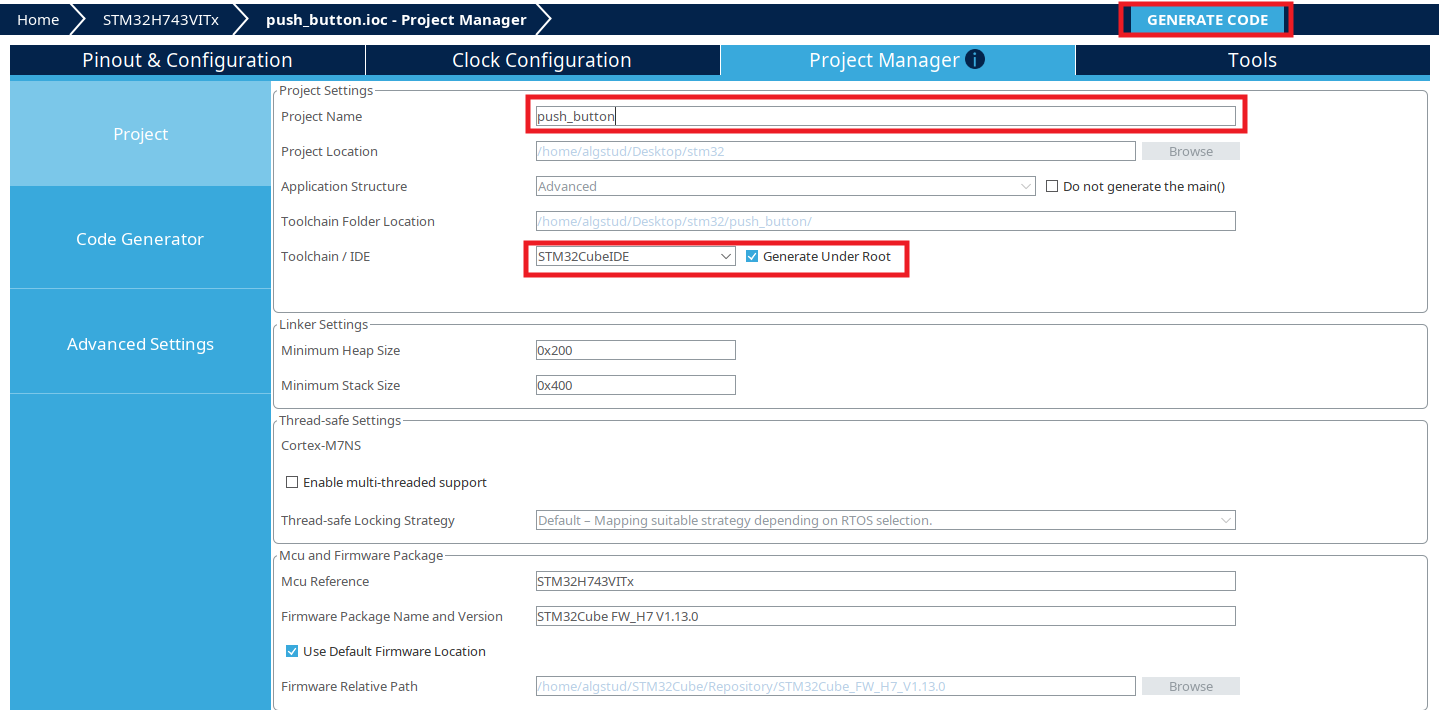 Home STM32H743VITx push_button.ioc - Project Manager GENERATE CODE
Pinout & Configuration Clock Configuration Project Manager i Tools
Project
Code Generator
Advanced Settings
Project Settings
Project Name push_button
Project Location /home/algstud/Desktop/stm32 Browse
Application Structure Advanced Do not generate the main()
Toolchain Folder Location /home/algstud/Desktop/stm32/push_button/
Toolchain / IDE STM32CubeIDE Generate Under Root
Linker Settings
Minimum Heap Size 0x200
Minimum Stack Size 0x400
Thread-safe Settings
Cortex-M7NS
Enable multi-threaded support
Thread-safe Locking Strategy Default – Mapping suitable strategy depending on RTOS selection.
Mcu and Firmware Package
Mcu Reference STM32H743VITx
Firmware Package Name and Version STM32Cube FW_H7 V1.13.0
Use Default Firmware Location
Firmware Relative Path /home/algstud/STM32Cube/Repository/STM32Cube_FW_H7_V1.13.0 Browse